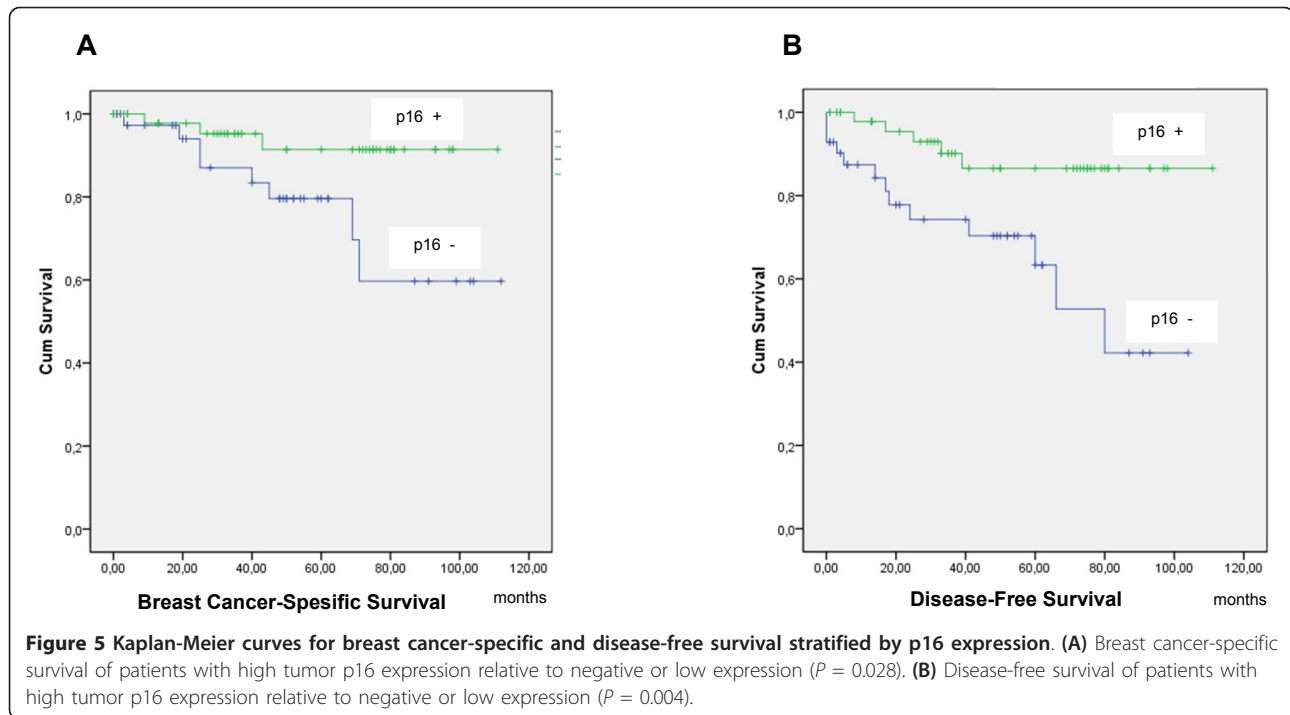 A
B
p16 +
p16 -
Cum Survival
1,0
0,8
0,6
0,4
0,2
0,0
0,00 20,00 40,00 60,00 80,00 100,00 120,00
Breast Cancer-Spesific Survival months
p16 +
p16 -
Cum Survival
1,0
0,8
0,6
0,4
0,2
0,0
0,00 20,00 40,00 60,00 80,00 100,00 120,00
Disease-Free Survival months
Figure 5 Kaplan-Meier curves for breast cancer-specific and disease-free survival stratified by p16 expression. (A) Breast cancer-specific
survival of patients with high tumor p16 expression relative to negative or low expression (P = 0.028). (B) Disease-free survival of patients with
high tumor p16 expression relative to negative or low expression (P = 0.004).